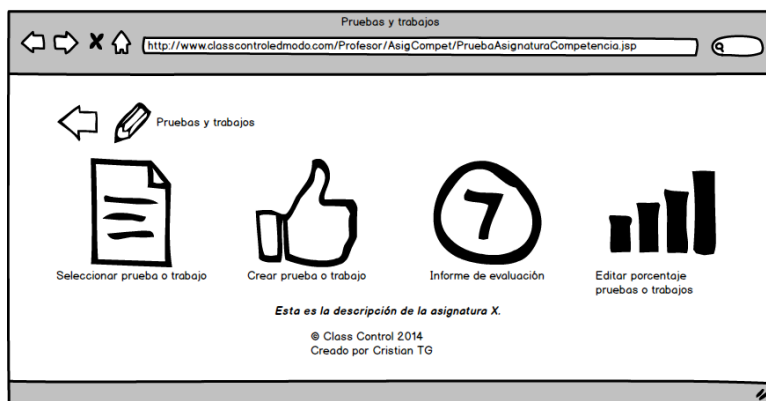 Pruebas y trabajos
http://www.classcontroledmodo.com/Profesor/AsigCompet/PruebaAsignaturaCompetencia.jsp
Pruebas y trabajos
7
Seleccionar prueba o trabajo
Crear prueba o trabajo
Informe de evaluación
Editar porcentaje
pruebas o trabajos
Esta es la descripción de la asignatura X.
© Class Control 2014
Creado por Cristian TG